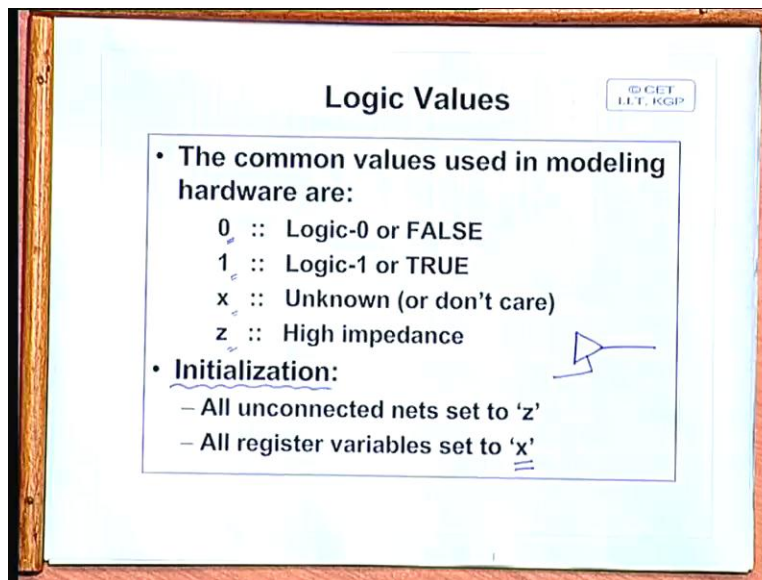 Logic Values
© CET
I.I.T. KGP
• The common values used in modeling
hardware are:
0 :: Logic-0 or FALSE
1 :: Logic-1 or TRUE
x :: Unknown (or don't care)
z :: High impedance
• Initialization:
– All unconnected nets set to 'z'
– All register variables set to 'x'